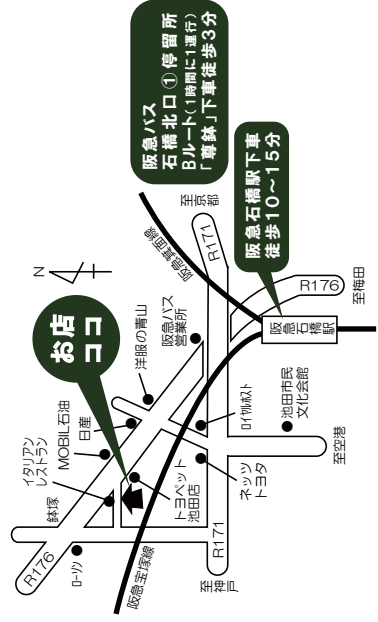 阪急バス
石橋北口①停留所
Bルート(1時間に1運行)
「尊鉢」下車徒歩3分
阪急石橋駅下車
徒歩10~15分
お店
ココ
N
至京都
R171
阪急箕面線
R176
至梅田
阪急
石橋駅
洋服の青山
阪急バス
営業所
日産
MOBIL石油
イタリアン
レストラン
鉢塚
R176
ローソン
トヨペット
池田店
ロイヤルホスト
池田市民
文化会館
ネッツ
トヨタ
至空港
R171
至神戸
阪急宝塚線